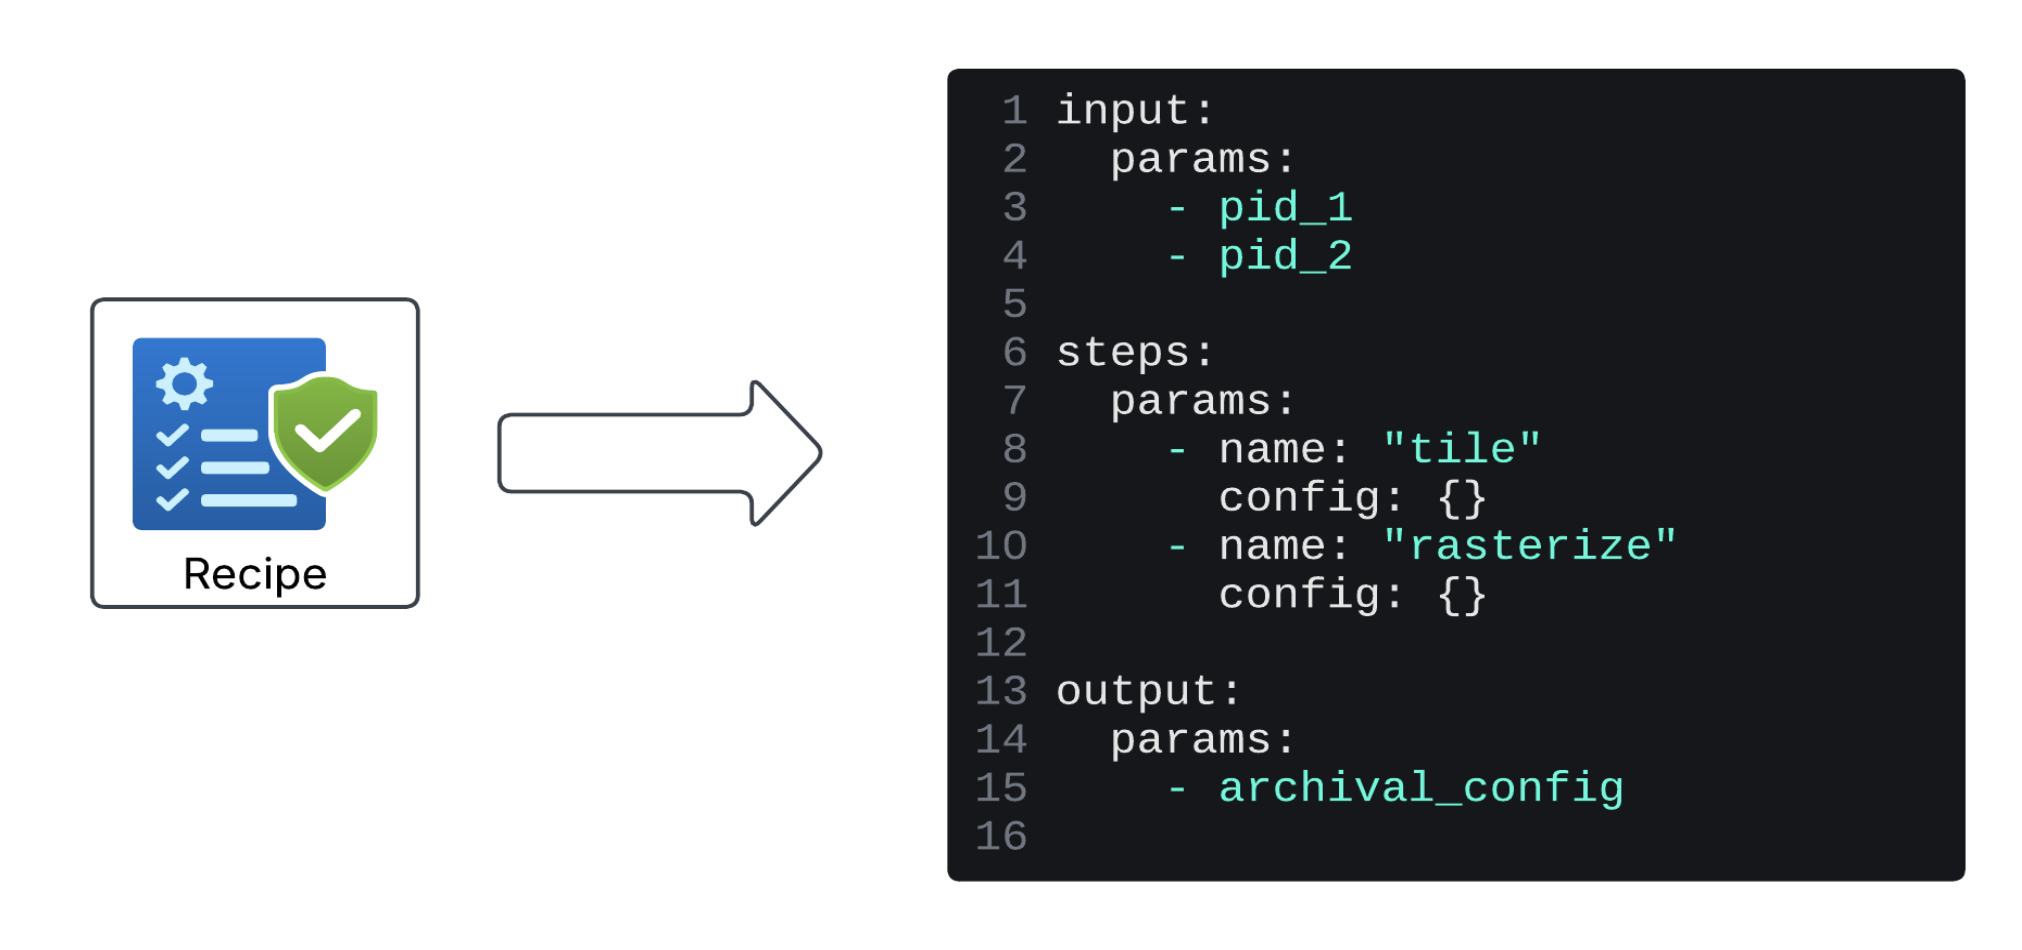 Recipe
1 input:
2   params:
3     - pid_1
4     - pid_2
5
6 steps:
7   params:
8     - name: "tile"
9       config: {}
10     - name: "rasterize"
11       config: {}
12
13 output:
14   params:
15     - archival_config
16